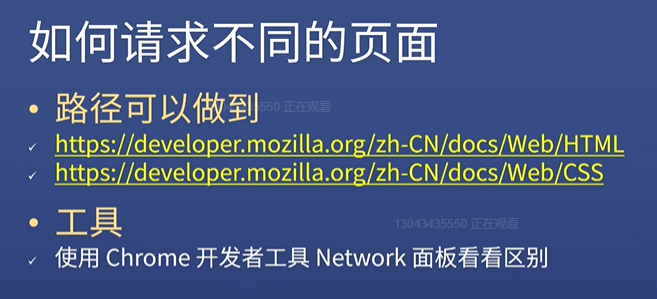 如何请求不同的页面
• 路径可以做到
13043435550 正在观看
✓ https://developer.mozilla.org/zh-CN/docs/Web/HTML
✓ https://developer.mozilla.org/zh-CN/docs/Web/CSS
• 工具
13043435550 正在观看
✓ 使用 Chrome 开发者工具 Network 面板看看区别